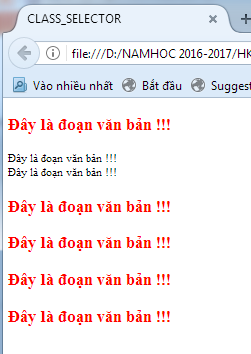 CLASS_SELECTOR
file:///D:/NAMHOC 2016-2017/HK
Vào nhiều nhất Bắt đầu Suggest
Đây là đoạn văn bản !!!
Đây là đoạn văn bản !!!
Đây là đoạn văn bản !!!
Đây là đoạn văn bản !!!
Đây là đoạn văn bản !!!
Đây là đoạn văn bản !!!
Đây là đoạn văn bản !!!